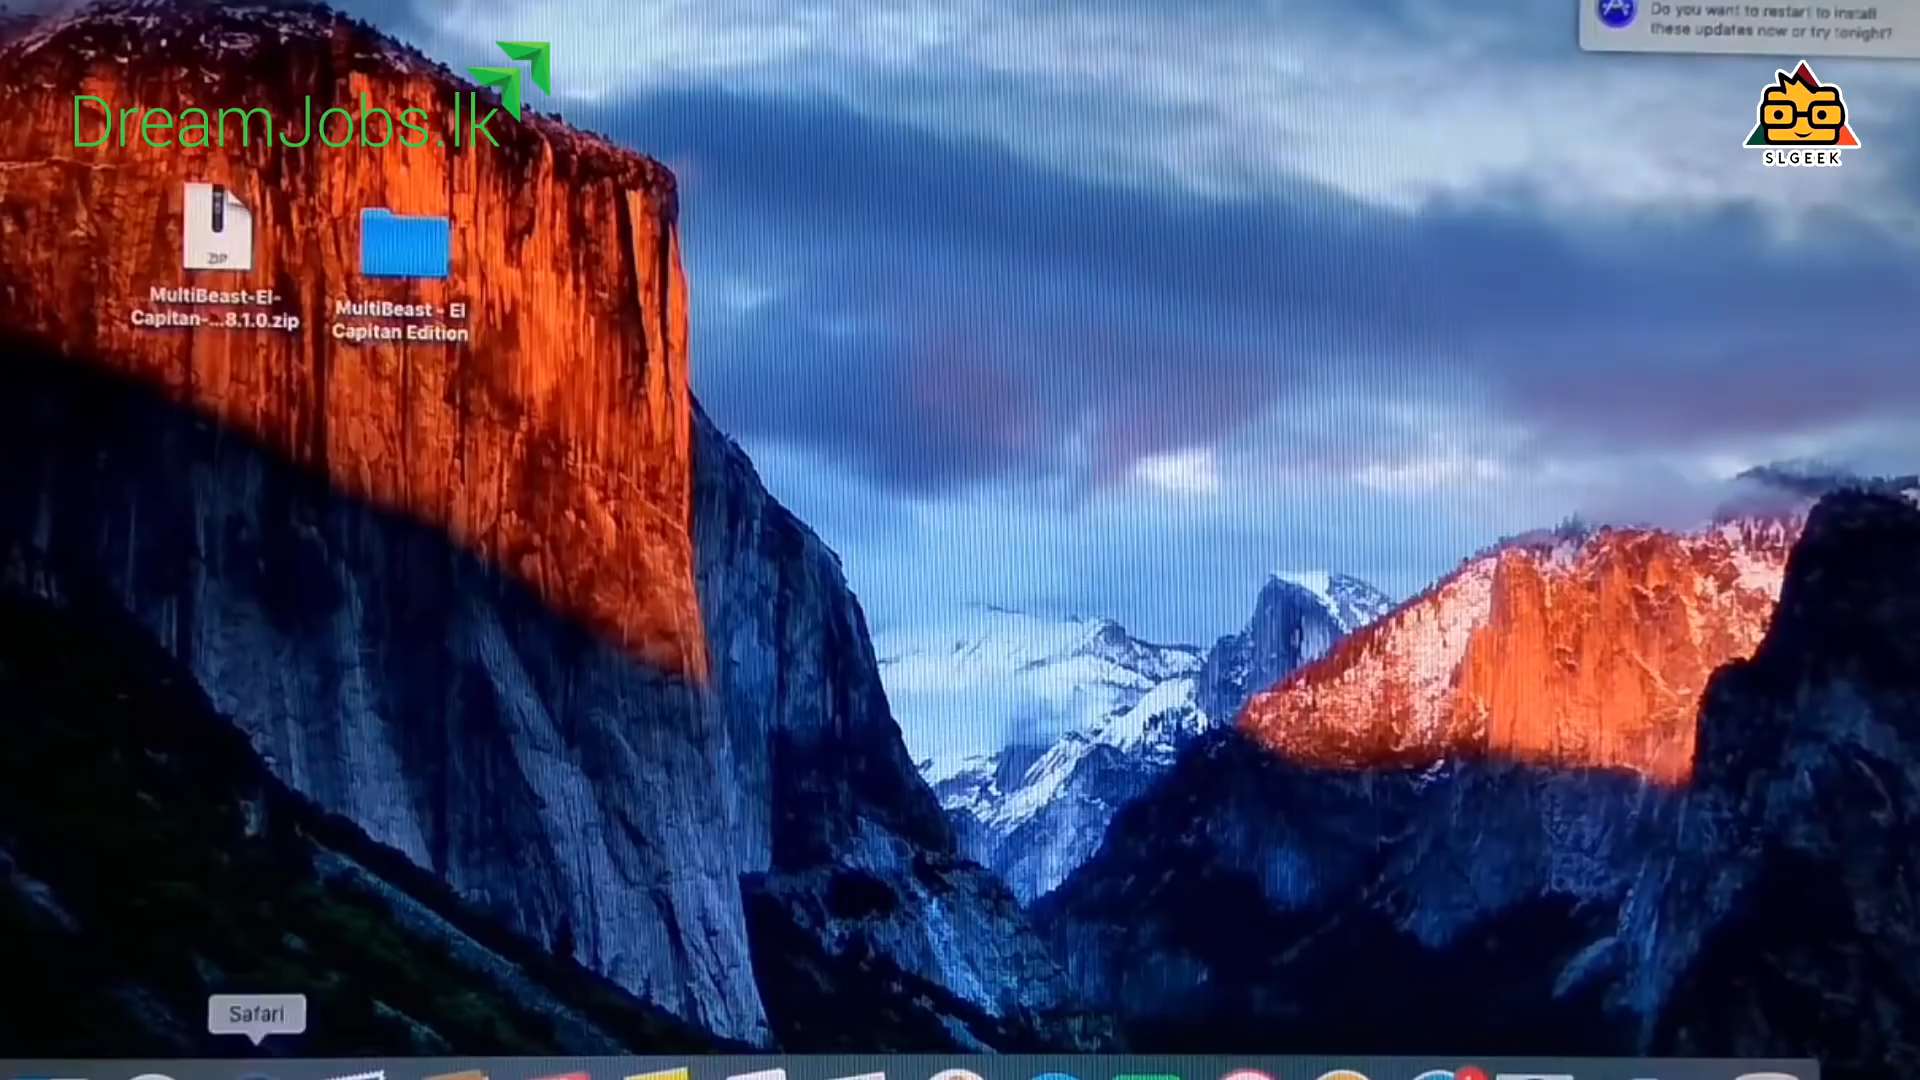 Do you want to restart to install
these updates now or try tonight?
DreamJobs.lk
SLGEEK
ZIP
MultiBeast-El-
Capitan-...8.1.0.zip
MultiBeast - El
Capitan Edition
Safari
1